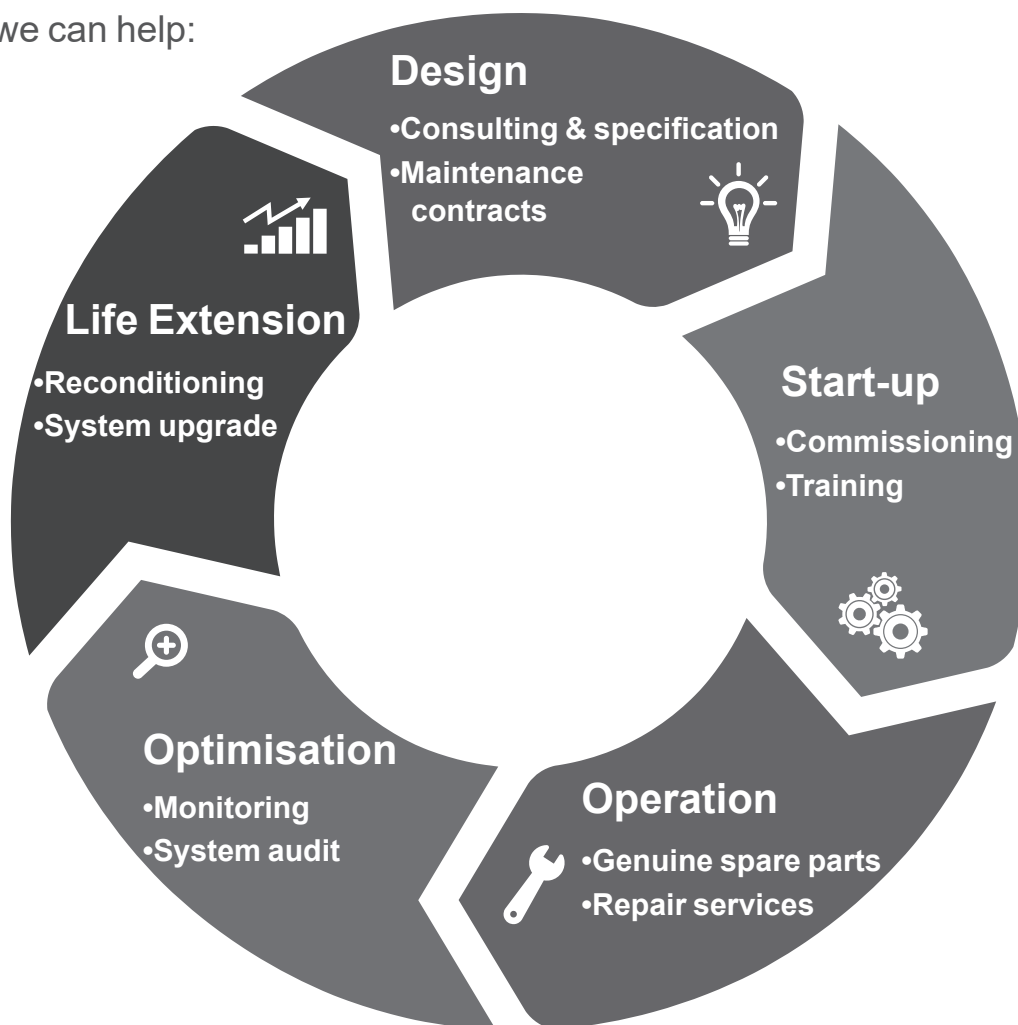 we can help:
Design
•Consulting & specification
•Maintenance
contracts
Start-up
•Commissioning
•Training
Operation
•Genuine spare parts
•Repair services
Optimisation
•Monitoring
•System audit
Life Extension
•Reconditioning
•System upgrade